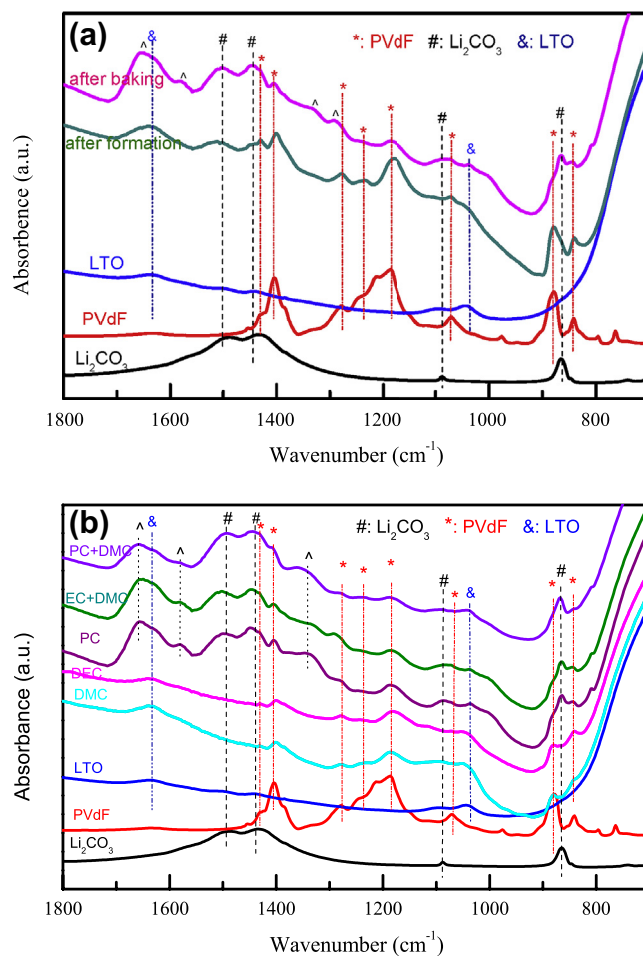 (a)
^ & # # * * *: PVdF #: Li₂CO₃ &: LTO
^ ^ ^ * * * # * & * # *
after baking
after formation
LTO
PVdF
Li₂CO₃
Absorbence (a.u.)
1800 1600 1400 1200 1000 800
Wavenumber (cm⁻¹)
(b)
^ & ^ # # * * ^ #: Li₂CO₃ *: PVdF &: LTO
* * * # * & * # *
PC+DMC
EC+DMC
PC
DEC
DMC
LTO
PVdF
Li₂CO₃
Absorbance (a.u.)
1800 1600 1400 1200 1000 800
Wavenumber (cm⁻¹)